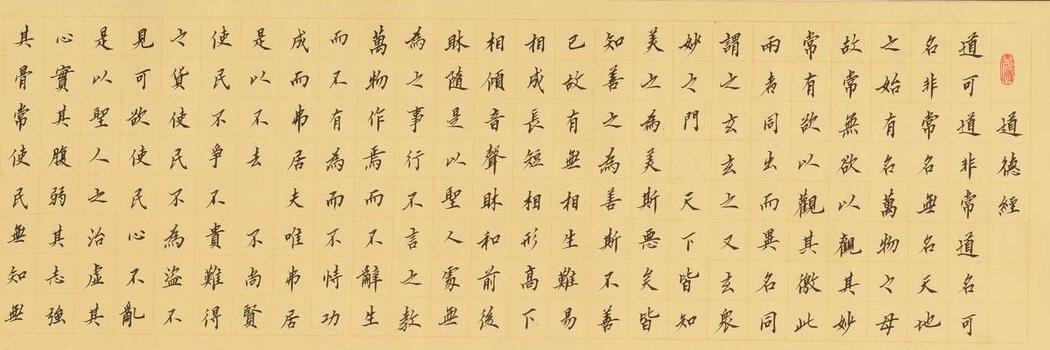 道德經
道可道非常道名可
名非常名無名天地
之始有名萬物之母
故常無欲以觀其妙
常有欲以觀其徼此
兩者同出而異名同
謂之玄玄之又玄眾
妙之門 天下皆知
美之為美斯惡矣皆
知善之為善斯不善
已故有無相生難易
相成長短相形高下
相傾音聲相和前後
相隨是以聖人處無
為之事行不言之教
萬物作焉而不辭生
而不有為而不恃功
成而弗居夫唯弗居
是以不去 不尚賢
使民不爭不貴難得
之貨使民不為盜不
見可欲使民心不亂
是以聖人之治虛其
心實其腹弱其志強
其骨常使民無知無